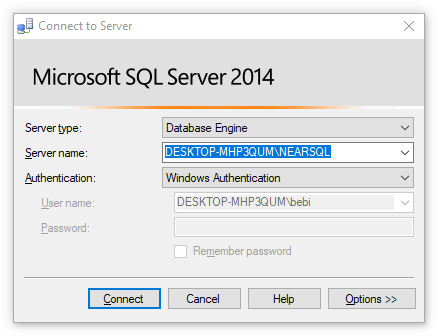 Connect to Server
Microsoft SQL Server 2014
Server type: Database Engine
Server name: DESKTOP-MHP3QUM\NEARSQL
Authentication: Windows Authentication
User name: DESKTOP-MHP3QUM\bebi
Password:
Remember password
Connect Cancel Help Options >>